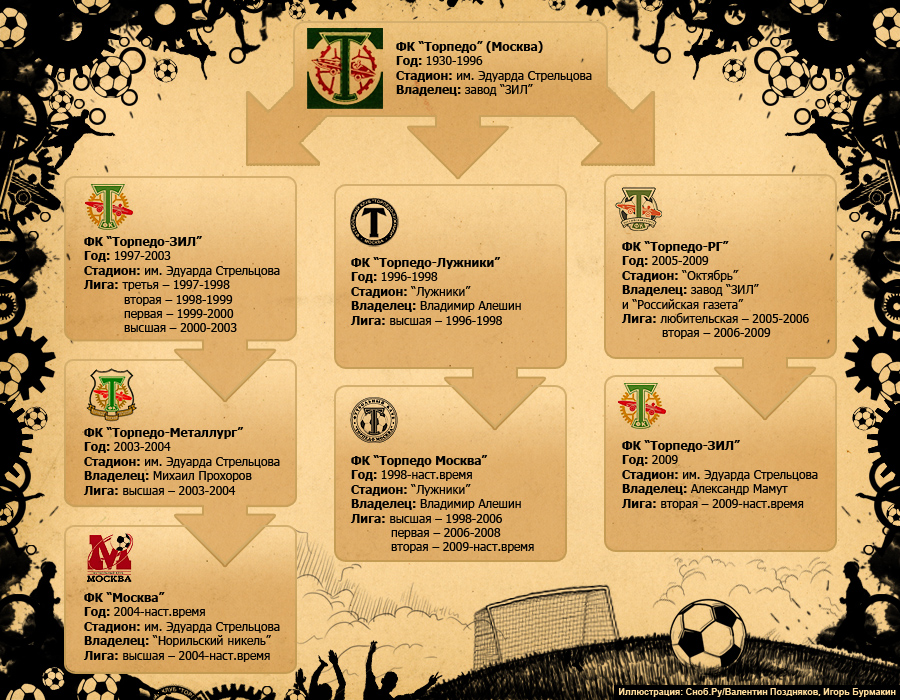 ФК “Торпедо” (Москва)
Год: 1930-1996
Стадион: им. Эдуарда Стрельцова
Владелец: завод “ЗИЛ”
ФК “Торпедо-ЗИЛ”
Год: 1997-2003
Стадион: им. Эдуарда Стрельцова
Лига: третья – 1997-1998
вторая – 1998-1999
первая – 1999-2000
высшая – 2000-2003
ФК “Торпедо-Металлург”
Год: 2003-2004
Стадион: им. Эдуарда Стрельцова
Владелец: Михаил Прохоров
Лига: высшая – 2003-2004
МОСКВА
ФК “Москва”
Год: 2004-наст.время
Стадион: им. Эдуарда Стрельцова
Владелец: “Норильский никель”
Лига: высшая – 2004-наст.время
ФК “Торпедо-Лужники”
Год: 1996-1998
Стадион: “Лужники”
Владелец: Владимир Алешин
Лига: высшая – 1996-1998
ФК “Торпедо Москва”
Год: 1998-наст.время
Стадион: “Лужники”
Владелец: Владимир Алешин
Лига: высшая – 1998-2006
первая – 2006-2008
вторая – 2009-наст.время
ФК “Торпедо-РГ”
Год: 2005-2009
Стадион: “Октябрь”
Владелец: завод “ЗИЛ”
и “Российская газета”
Лига: любительская – 2005-2006
вторая – 2006-2009
ФК “Торпедо-ЗИЛ”
Год: 2009
Стадион: им. Эдуарда Стрельцова
Владелец: Александр Мамут
Лига: вторая – 2009-наст.время
Иллюстрация: Сноб.Ру/Валентин Поздняков, Игорь Бурмакин